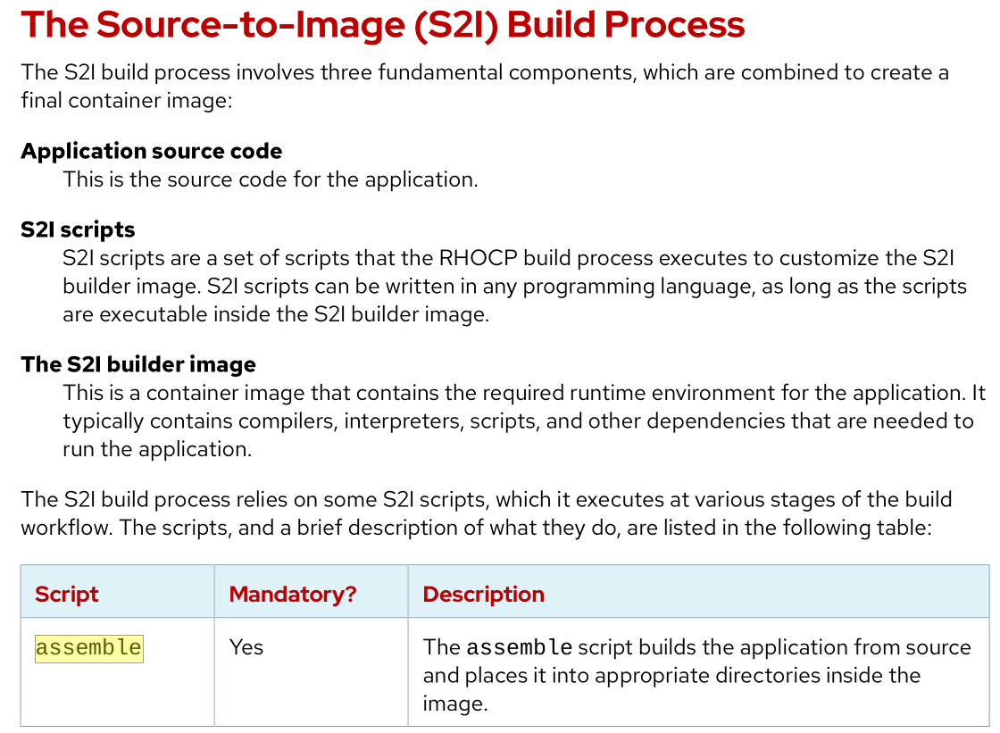 The Source-to-Image (S2I) Build Process
The S2I build process involves three fundamental components, which are combined to create a
final container image:
Application source code
This is the source code for the application.
S2I scripts
S2I scripts are a set of scripts that the RHOCP build process executes to customize the S2I
builder image. S2I scripts can be written in any programming language, as long as the scripts
are executable inside the S2I builder image.
The S2I builder image
This is a container image that contains the required runtime environment for the application. It
typically contains compilers, interpreters, scripts, and other dependencies that are needed to
run the application.
The S2I build process relies on some S2I scripts, which it executes at various stages of the build
workflow. The scripts, and a brief description of what they do, are listed in the following table:
Script Mandatory? Description
assemble Yes The assemble script builds the application from source
and places it into appropriate directories inside the
image.